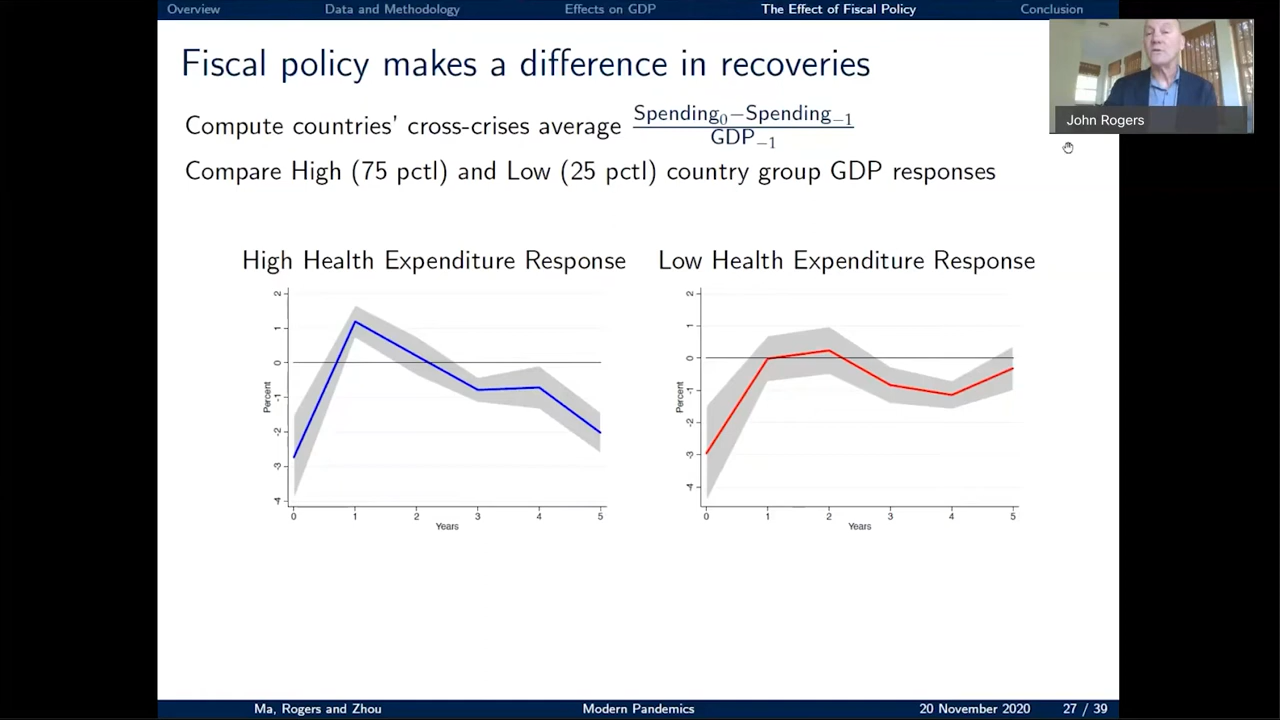 Overview Data and Methodology Effects on GDP The Effect of Fiscal Policy Conclusion
Fiscal policy makes a difference in recoveries
John Rogers
Compute countries' cross-crises average Spending₀−Spending₋₁ / GDP₋₁
Compare High (75 pctl) and Low (25 pctl) country group GDP responses
High Health Expenditure Response
2
1
0
-1
-2
-3
-4
Percent
0 1 2 3 4 5
Years
Low Health Expenditure Response
2
1
0
-1
-2
-3
-4
Percent
0 1 2 3 4 5
Years
Ma, Rogers and Zhou Modern Pandemics 20 November 2020 27 / 39